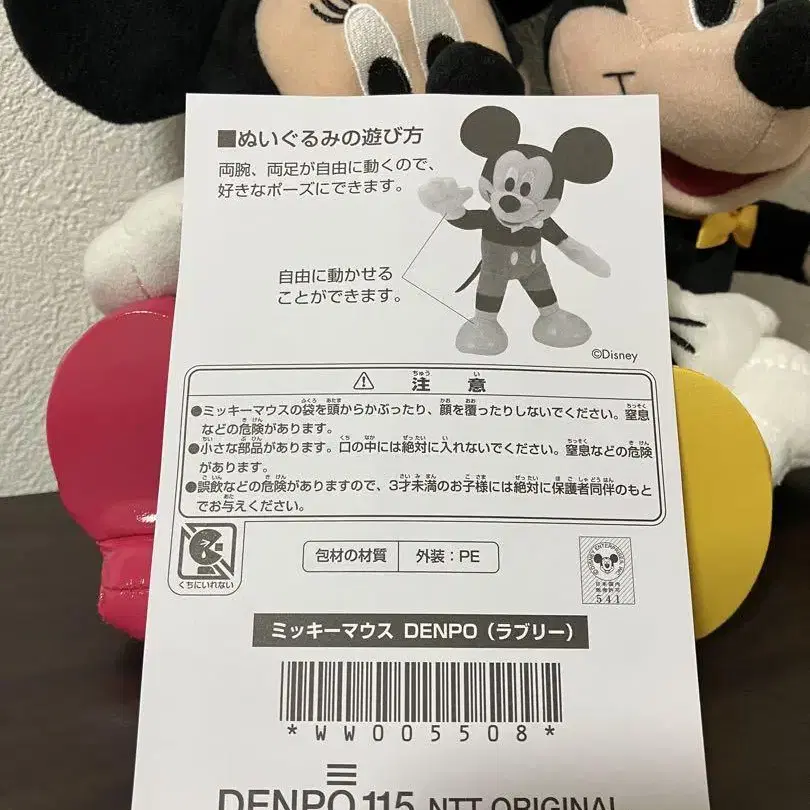 ■ぬいぐるみの遊び方
両腕、両足が自由に動くので、
好きなポーズにできます。
自由に動かせる
ことができます。
©Disney
注意
●ミッキーマウスの袋を頭からかぶったり、顔を覆ったりしないでください。窒息
などの危険があります。
●小さな部品があります。口の中には絶対に入れないでください。窒息などの危険
があります。
●誤飲などの危険がありますので、3才未満のお子様には絶対に保護者同伴のもと
でお与えください。
くちにいれない
包材の材質 外装:PE
日本国内
541
ミッキーマウス DENPO(ラブリー)
*WW005508*
DENPO 115 NTT ORIGINAL